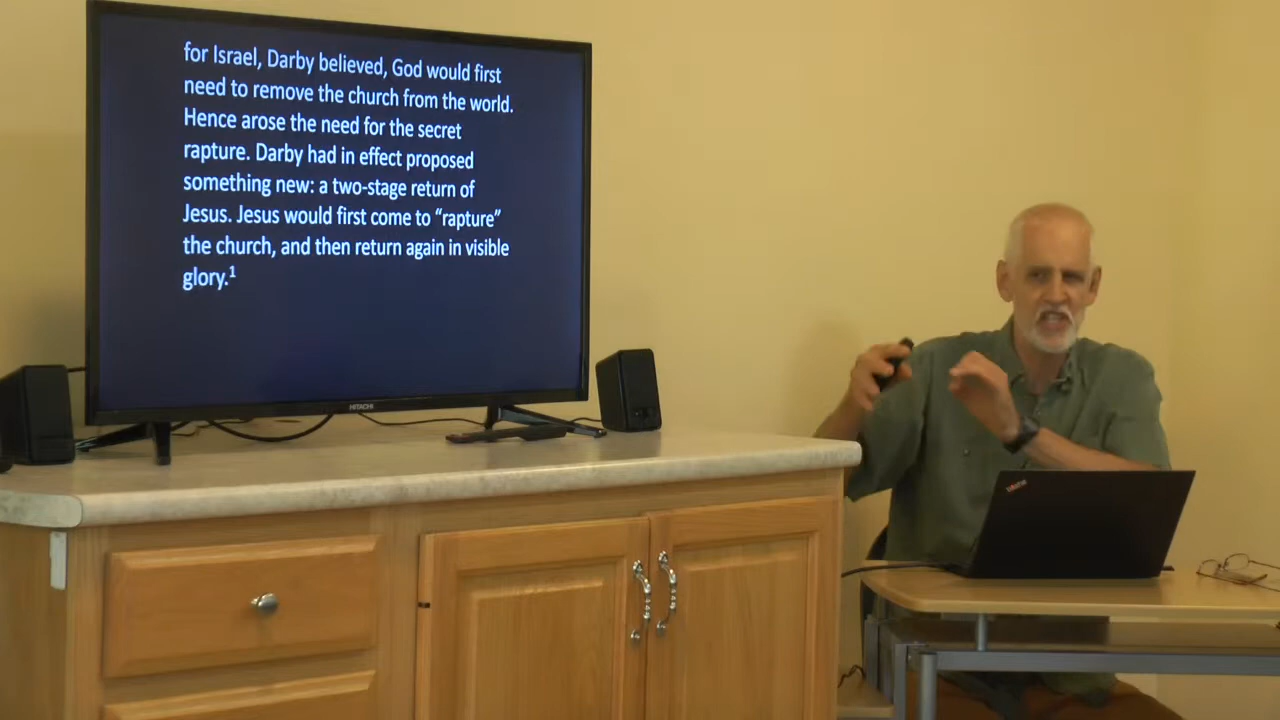 for Israel, Darby believed, God would first
need to remove the church from the world.
Hence arose the need for the secret
rapture. Darby had in effect proposed
something new: a two-stage return of
Jesus. Jesus would first come to “rapture”
the church, and then return again in visible
glory.¹
HITACHI